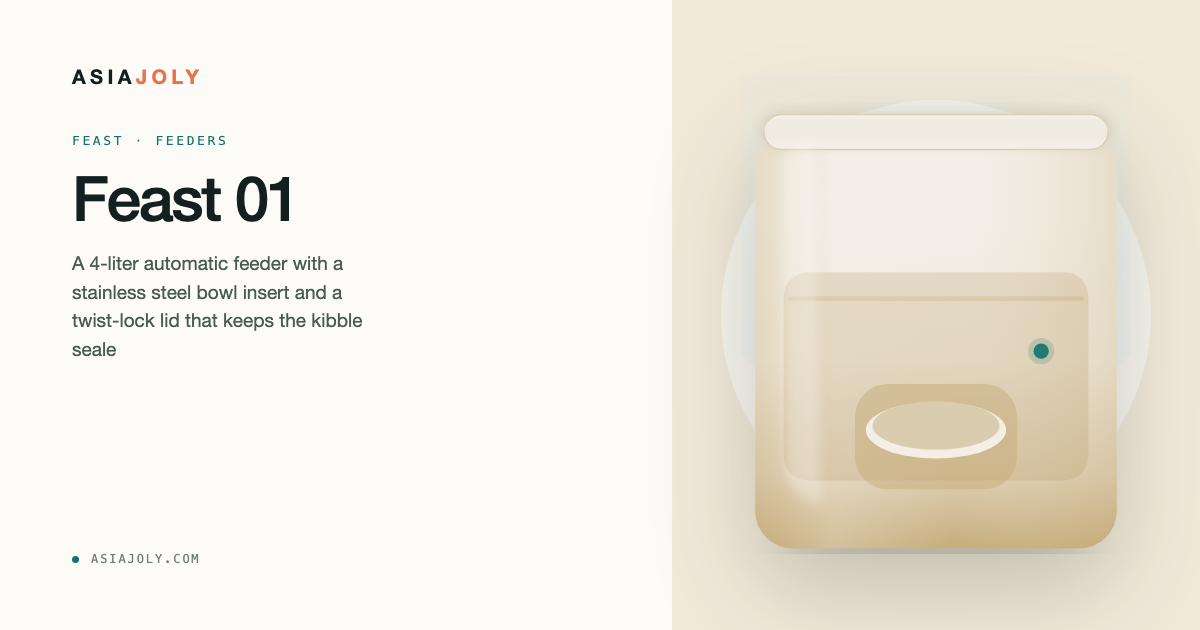 ASIAJOLY
FEAST · FEEDERS
Feast 01
A 4-liter automatic feeder with a
stainless steel bowl insert and a
twist-lock lid that keeps the kibble
seale
ASIAJOLY.COM